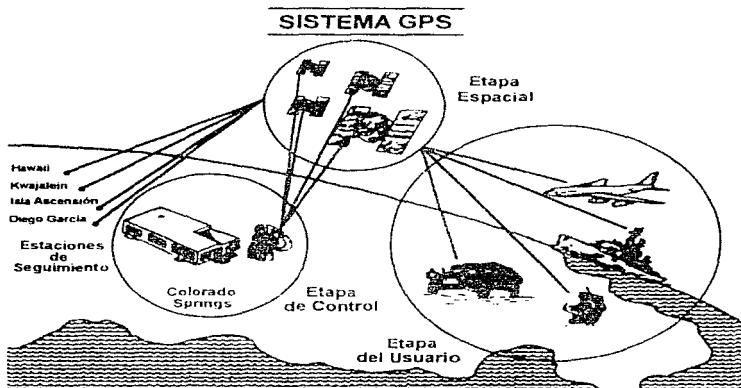 SISTEMA GPS
Etapa
Espacial
Hawaii
Kwajalein
Isla Ascensión
Diego García
Estaciones
de
Seguimiento
Colorado
Springs
Etapa
de Control
Etapa
del Usuario